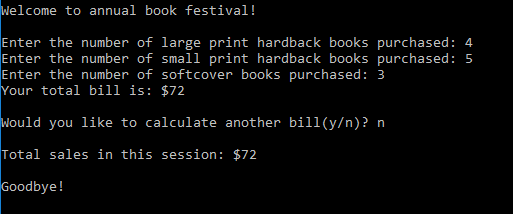 Welcome to annual book festival!
Enter the number of large print hardback books purchased: 4
Enter the number of small print hardback books purchased: 5
Enter the number of softcover books purchased: 3
Your total bill is: $72
Would you like to calculate another bill(y/n)? n
Total sales in this session: $72
Goodbye!